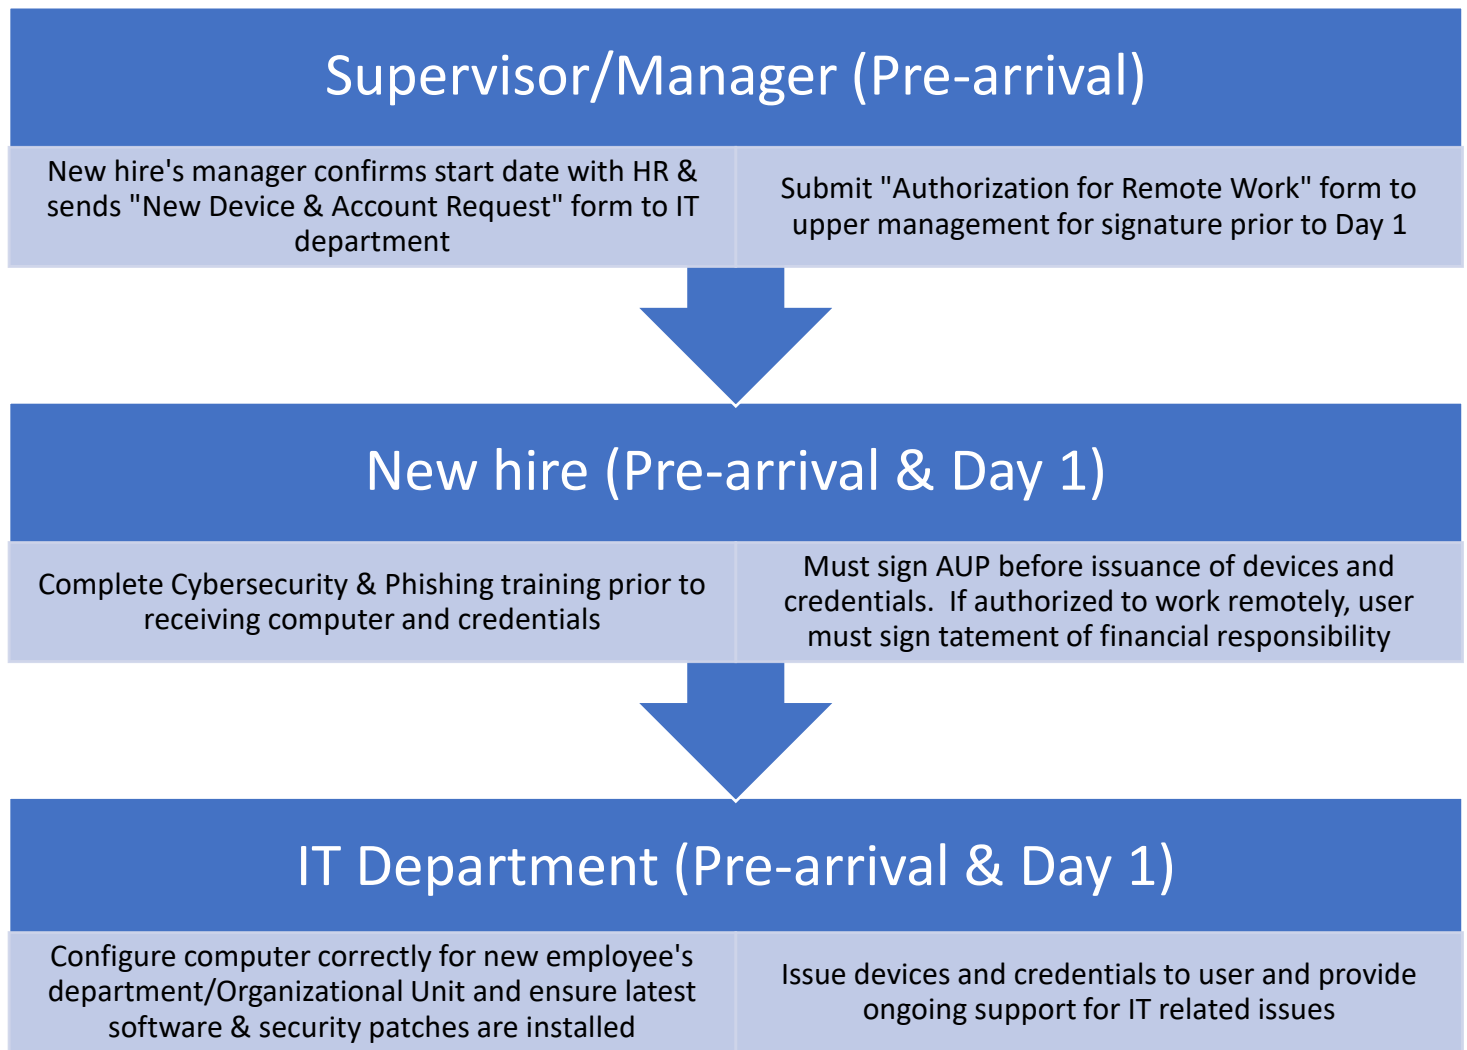 Supervisor/Manager (Pre-arrival)
New hire's manager confirms start date with HR &
sends "New Device & Account Request" form to IT
department
Submit "Authorization for Remote Work" form to
upper management for signature prior to Day 1
New hire (Pre-arrival & Day 1)
Complete Cybersecurity & Phishing training prior to
receiving computer and credentials
Must sign AUP before issuance of devices and
credentials.  If authorized to work remotely, user
must sign tatement of financial responsibility
IT Department (Pre-arrival & Day 1)
Configure computer correctly for new employee's
department/Organizational Unit and ensure latest
software & security patches are installed
Issue devices and credentials to user and provide
ongoing support for IT related issues